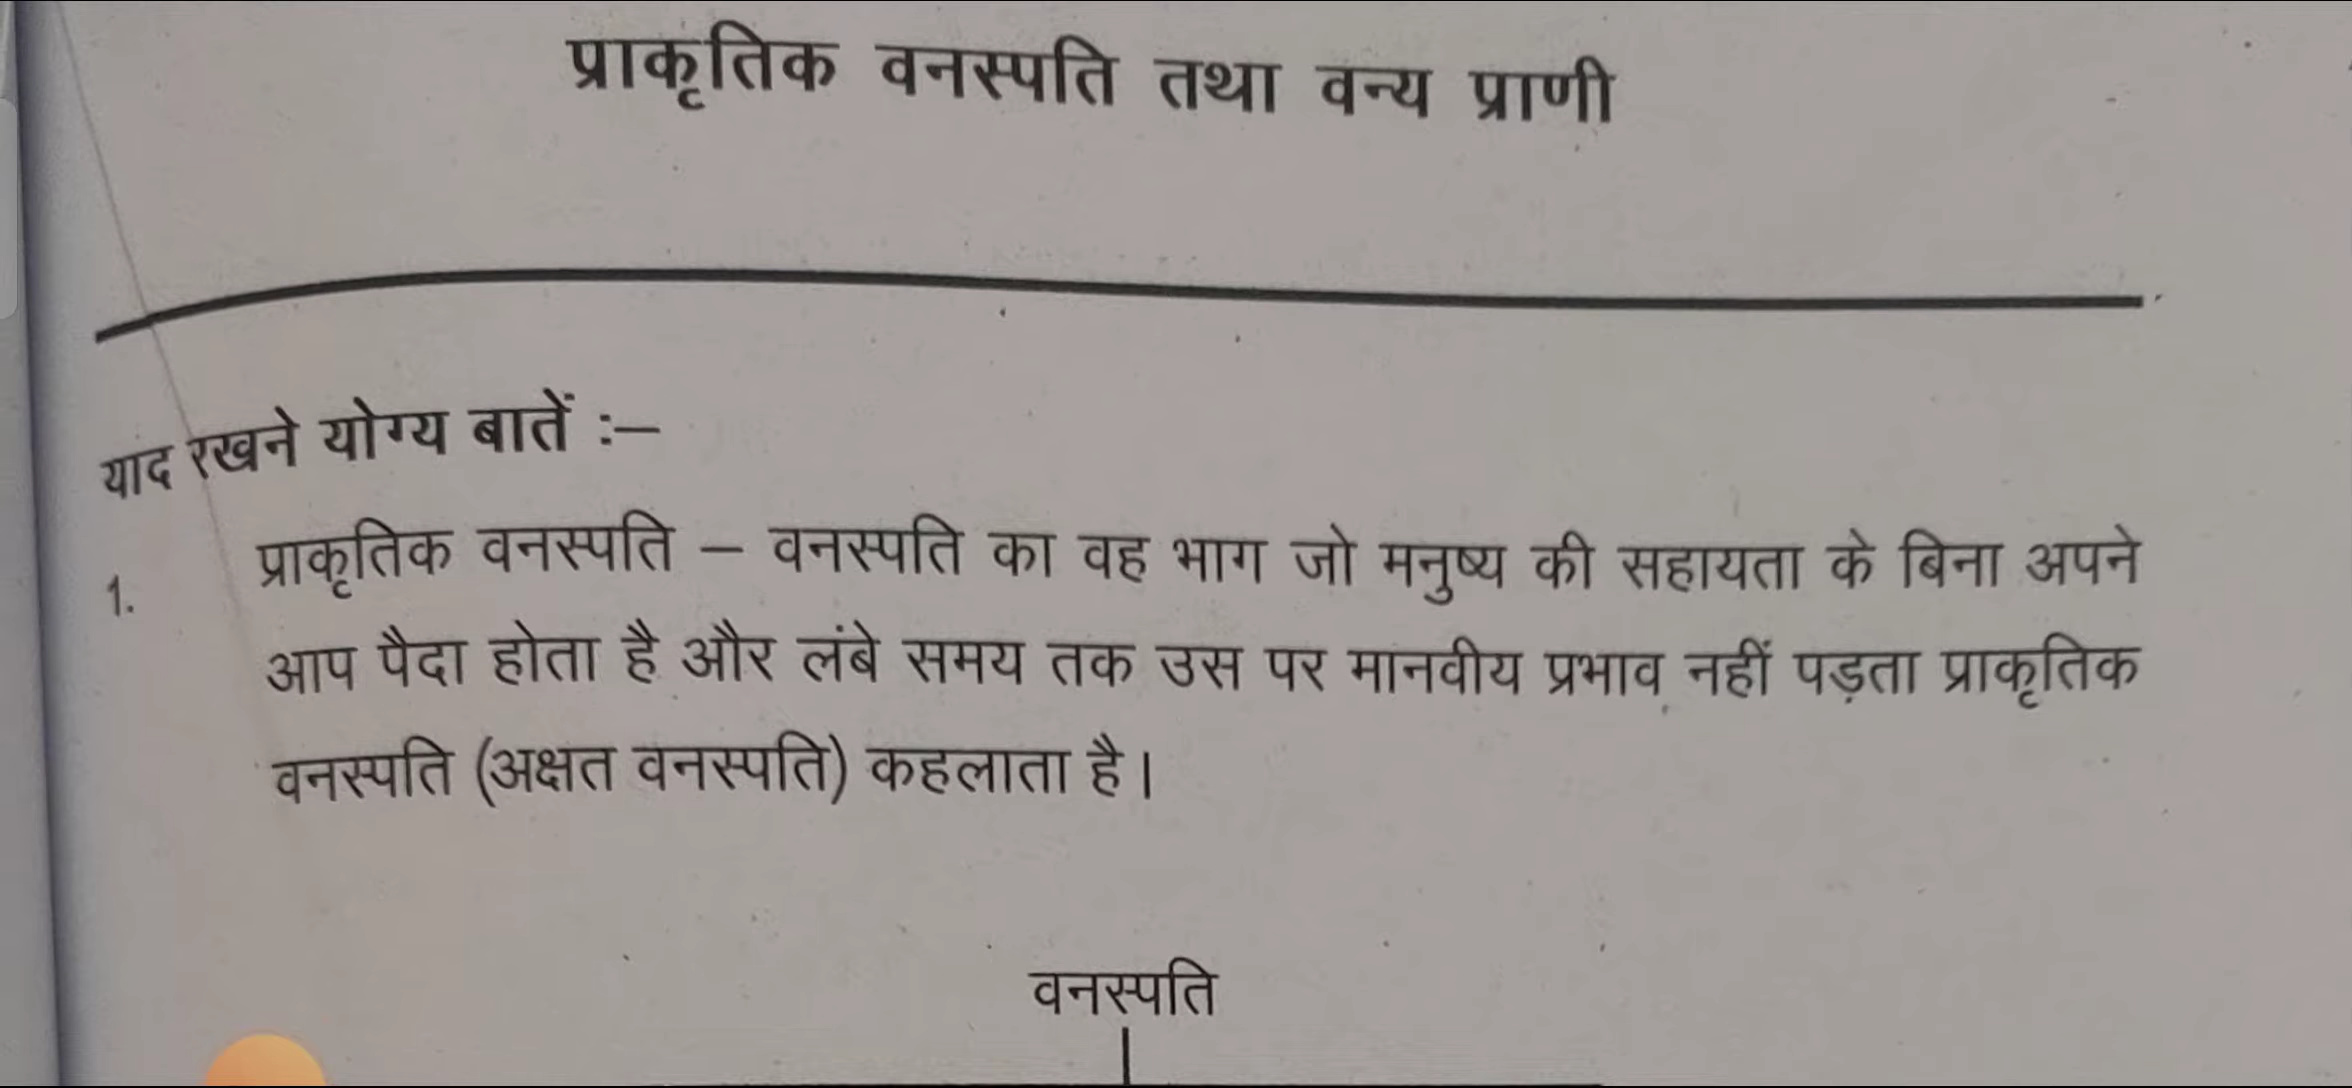 प्राकृतिक वनस्पति तथा वन्य प्राणी
याद रखने योग्य बातें :–
1. प्राकृतिक वनस्पति – वनस्पति का वह भाग जो मनुष्य की सहायता के बिना अपने
आप पैदा होता है और लंबे समय तक उस पर मानवीय प्रभाव नहीं पड़ता प्राकृतिक
वनस्पति (अक्षत वनस्पति) कहलाता है।
वनस्पति